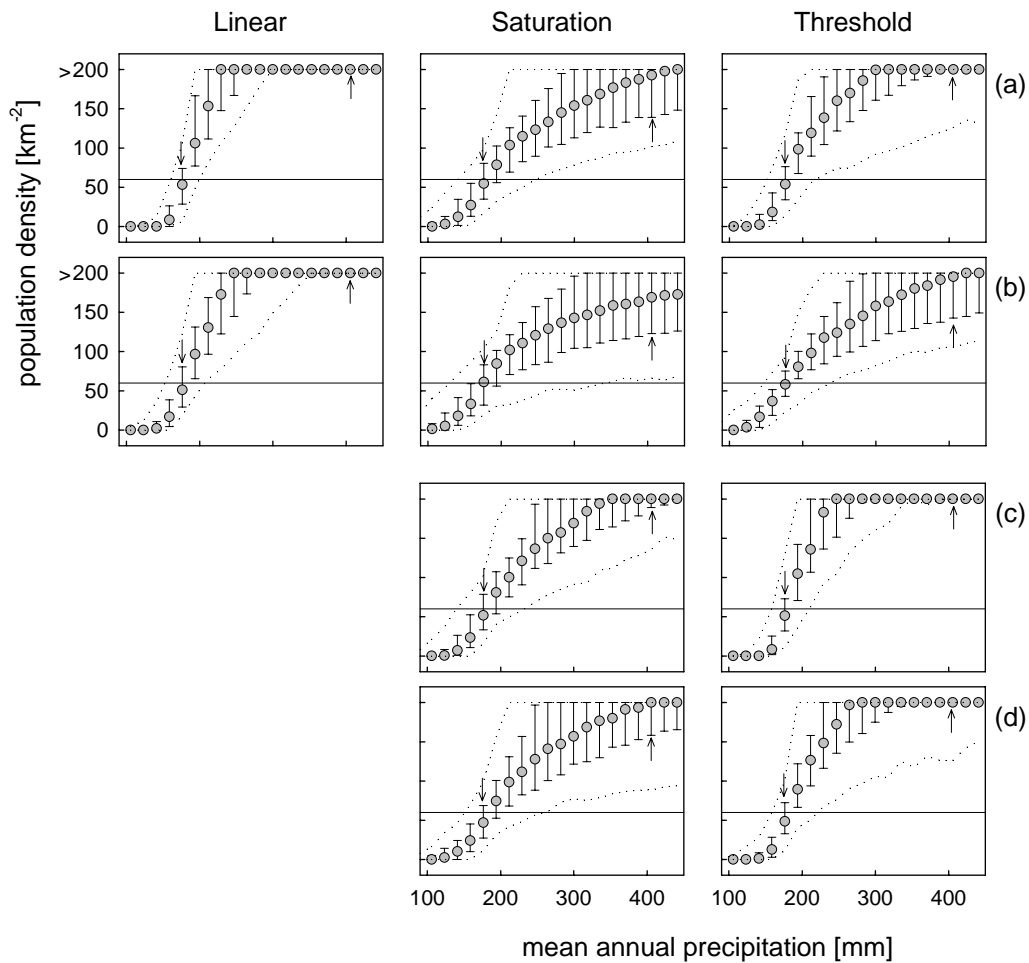 Linear Saturation Threshold
>200
150
100
50
0
(a)
>200
150
100
50
0
(b)
population density [km-2]
(c)
(d)
100 200 300 400
100 200 300 400
mean annual precipitation [mm]